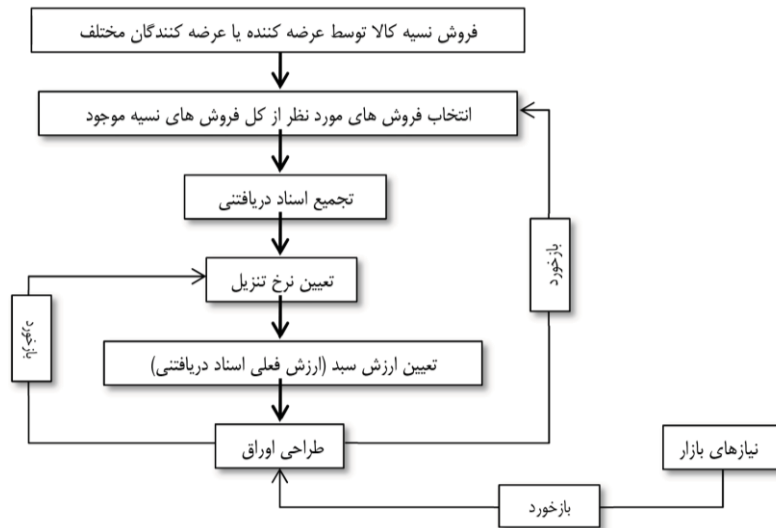 فروش نسیه کالا توسط عرضه کننده یا عرضه کنندگان مختلف
انتخاب فروش های مورد نظر از کل فروش های نسیه موجود
تجمیع اسناد دریافتنی
بازخورد
تعیین نرخ تنزیل
بازخورد
تعیین ارزش سبد (ارزش فعلی اسناد دریافتنی)
طراحی اوراق
نیازهای بازار
بازخورد